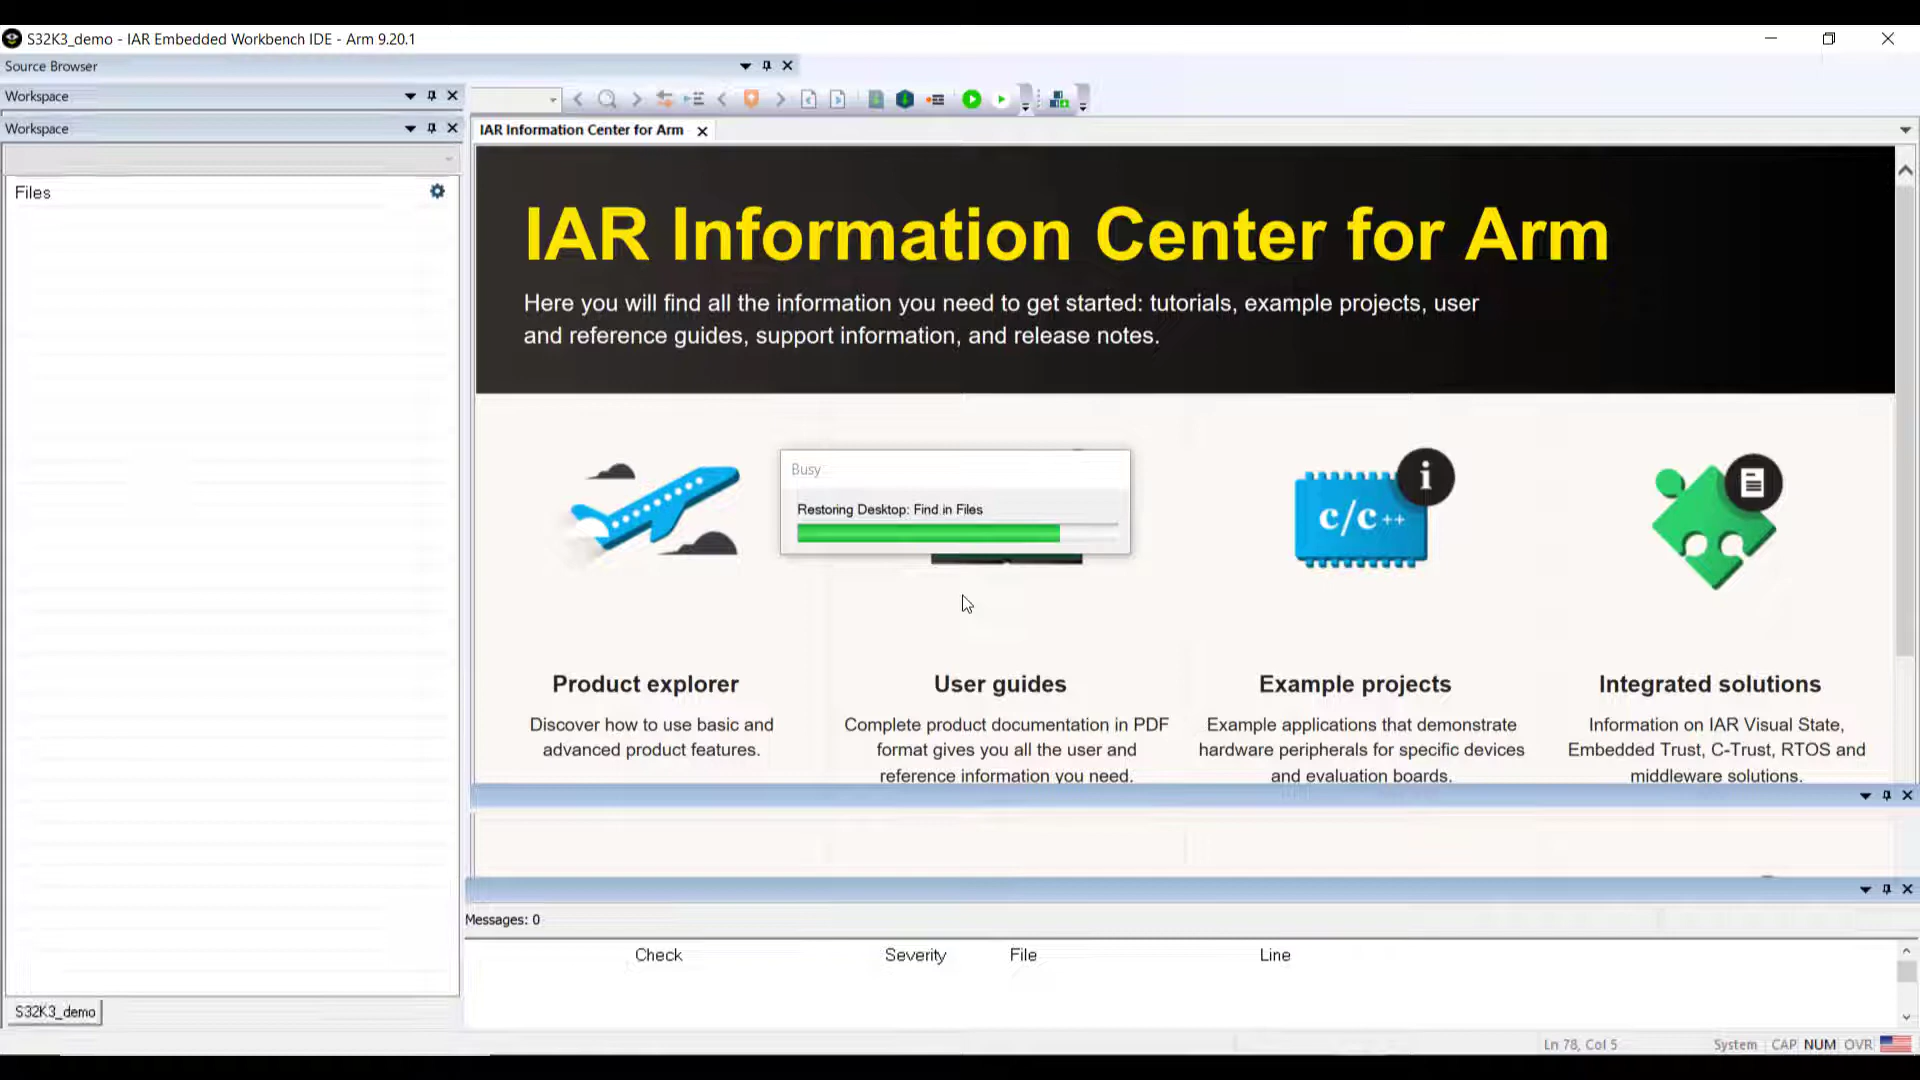 S32K3_demo - IAR Embedded Workbench IDE - Arm 9.20.1
Source Browser
Workspace
Workspace
IAR Information Center for Arm
Files
IAR Information Center for Arm
Here you will find all the information you need to get started: tutorials, example projects, user
and reference guides, support information, and release notes.
Busy
Restoring Desktop: Find in Files
c/c++
i
Product explorer
Discover how to use basic and
advanced product features.
User guides
Complete product documentation in PDF
format gives you all the user and
reference information you need.
Example projects
Example applications that demonstrate
hardware peripherals for specific devices
and evaluation boards.
Integrated solutions
Information on IAR Visual State,
Embedded Trust, C-Trust, RTOS and
middleware solutions.
Messages: 0
Check Severity File Line
S32K3_demo
Ln 78, Col 5 System CAP NUM OVR